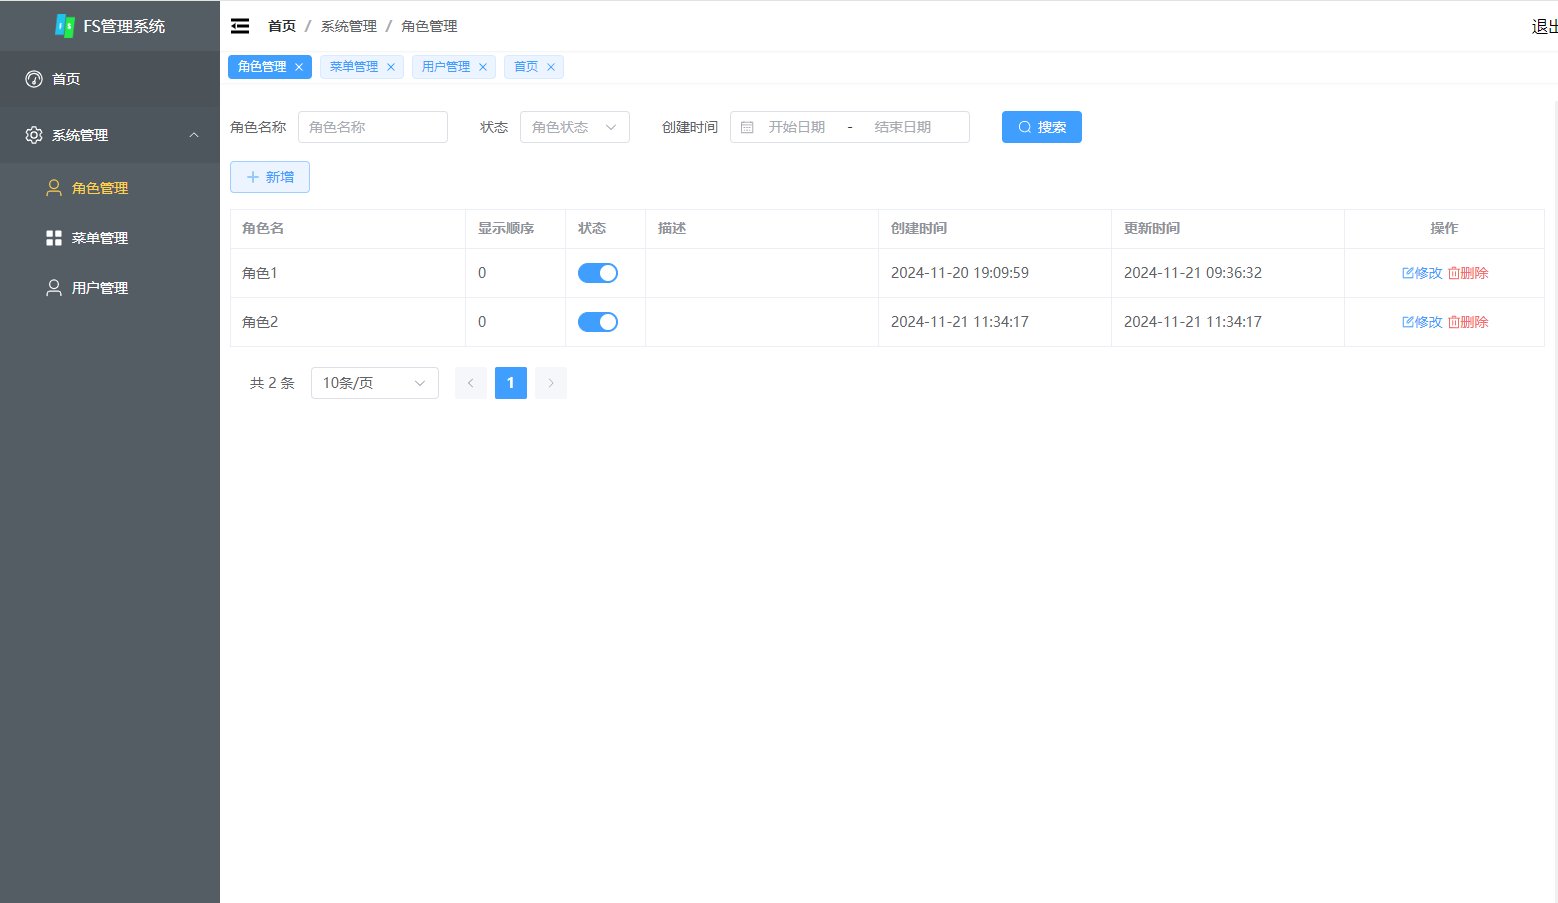 FS管理系统
首页
系统管理
角色管理
菜单管理
用户管理
首页 / 系统管理 / 角色管理
退出
角色管理 菜单管理 用户管理 首页
角色名称 角色名称 状态 角色状态 创建时间 开始日期 - 结束日期 搜索
新增
角色名 显示顺序 状态 描述 创建时间 更新时间 操作
角色1 0 2024-11-20 19:09:59 2024-11-21 09:36:32 修改 删除
角色2 0 2024-11-21 11:34:17 2024-11-21 11:34:17 修改 删除
共 2 条 10条/页 1